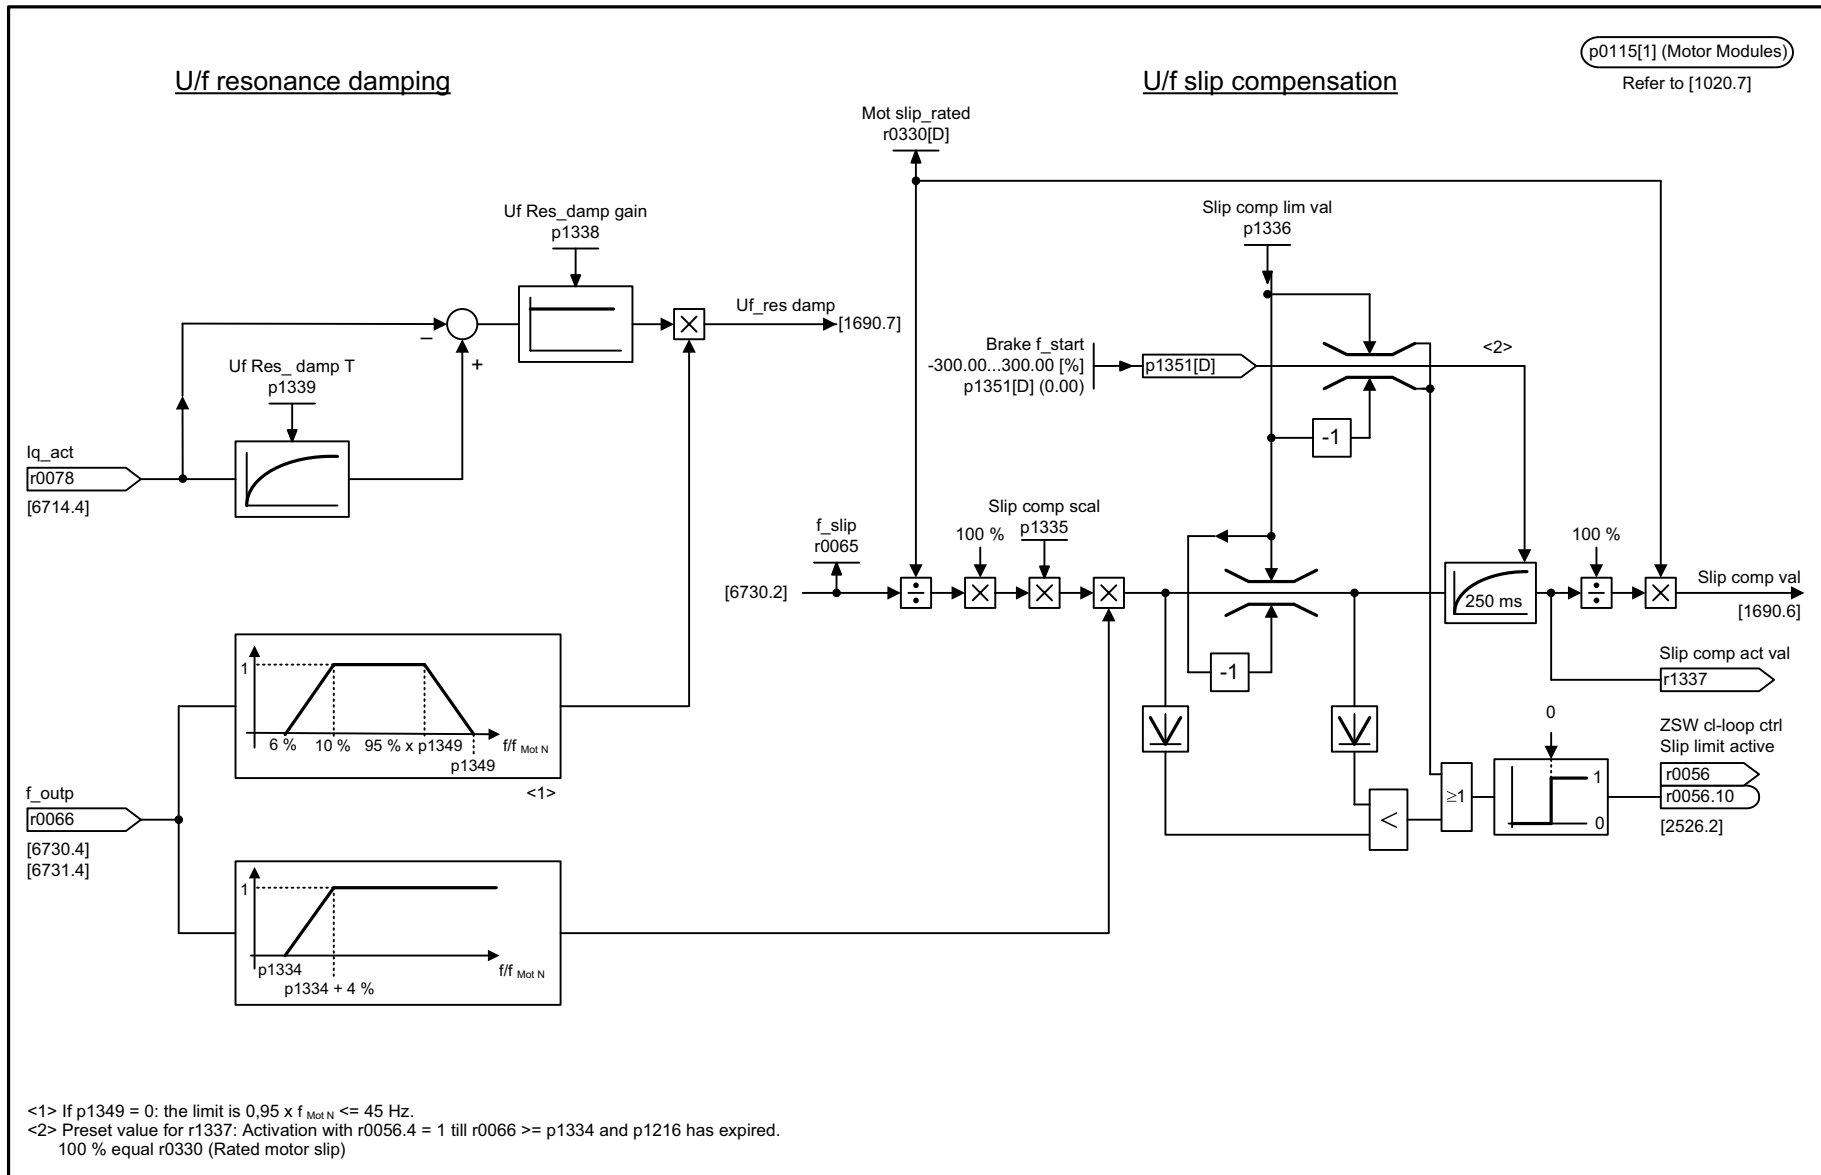 p0115[1] (Motor Modules)
Refer to [1020.7]
U/f resonance damping
U/f slip compensation
Mot slip_rated
r0330[D]
Uf Res_damp gain
p1338
Slip comp lim val
p1336
Uf_res damp
[1690.7]
–
+
Uf Res_ damp T
p1339
Brake f_start
-300.00...300.00 [%]
p1351[D] (0.00)
p1351[D]
<2>
-1
Iq_act
r0078
[6714.4]
f_slip
r0065
[6730.2]
÷
100 %
×
Slip comp scal
p1335
×
×
250 ms
100 %
÷
×
Slip comp val
[1690.6]
-1
Slip comp act val
r1337
1
6 %
10 %
95 % x p1349
f/f Mot N
p1349
<1>
0
ZSW cl-loop ctrl
Slip limit active
r0056
r0056.10
[2526.2]
1
0
≥1
<
f_outp
r0066
[6730.4]
[6731.4]
1
p1334
p1334 + 4 %
f/f Mot N
<1> If p1349 = 0: the limit is 0,95 x f Mot N <= 45 Hz.
<2> Preset value for r1337: Activation with r0056.4 = 1 till r0066 >= p1334 and p1216 has expired.
100 % equal r0330 (Rated motor slip)